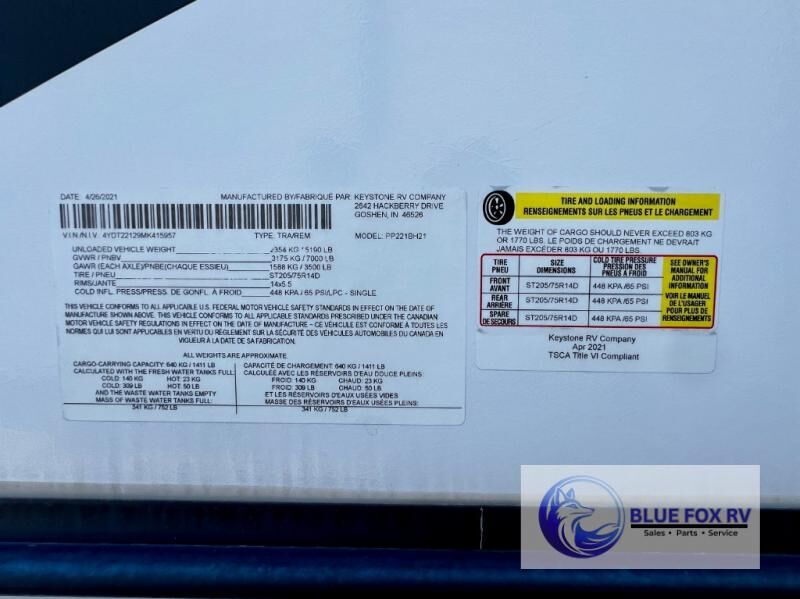 DATE: 4/26/2021 MANUFACTURED BY/FABRIQUÉ PAR: KEYSTONE RV COMPANY
2642 HACKBERRY DRIVE
GOSHEN, IN 46526
V.I.N./N.I.V. 4YDT22129MK415957 TYPE: TRA/REM MODEL: PP221BH21
UNLOADED VEHICLE WEIGHT 2354 KG / 5190 LB
GVWR / PNBV 3175 KG / 7000 LB
GAWR (EACH AXLE)/PNBE(CHAQUE ESSIEU) 1588 KG / 3500 LB
TIRE / PNEU ST205/75R14D
RIMS/JANTE 14x5.5
COLD INFL. PRESS/PRESS. DE GONFL. À FROID 448 KPA / 65 PSI/LPC - SINGLE
THIS VEHICLE CONFORMS TO ALL APPLICABLE U.S. FEDERAL MOTOR VEHICLE SAFETY STANDARDS IN EFFECT ON THE DATE OF
MANUFACTURE SHOWN ABOVE. THIS VEHICLE CONFORMS TO ALL APPLICABLE STANDARDS PRESCRIBED UNDER THE CANADIAN
MOTOR VEHICLE SAFETY REGULATIONS IN EFFECT ON THE DATE OF MANUFACTURE – CE VÉHICULE EST CONFORME À TOUTES LES
NORMES QUI LUI SONT APPLICABLES EN VERTU DU RÈGLEMENT SUR LA SÉCURITÉ DES VÉHICULES AUTOMOBILES DU CANADA EN
VIGUEUR À LA DATE DE SA FABRICATION
ALL WEIGHTS ARE APPROXIMATE.
CARGO-CARRYING CAPACITY: 640 KG / 1411 LB
CALCULATED WITH THE FRESH WATER TANKS FULL:
COLD: 140 KG HOT: 23 KG
COLD: 309 LB HOT: 50 LB
AND THE WASTE WATER TANKS EMPTY
MASS OF WASTE WATER TANKS FULL:
341 KG / 752 LB
CAPACITÉ DE CHARGEMENT: 640 KG / 1411 LB
CALCULÉE AVEC LES RÉSERVOIRS D'EAU DOUCE PLEINS:
FROID: 140 KG CHAUD: 23 KG
FROID: 309 LB CHAUD: 50 LB
ET LES RÉSERVOIRS D'EAUX USÉES VIDES
MASSE DES RÉSERVOIRS D'EAUX USÉES PLEINS:
341 KG / 752 LB
TIRE AND LOADING INFORMATION
RENSEIGNEMENTS SUR LES PNEUS ET LE CHARGEMENT
THE WEIGHT OF CARGO SHOULD NEVER EXCEED 803 KG
OR 1770 LBS. LE POIDS DE CHARGEMENT NE DEVRAIT
JAMAIS EXCÉDER 803 KG OU 1770 LBS.
TIRE PNEU
SIZE DIMENSIONS
COLD TIRE PRESSURE
PRESSION DES
PNEUS À FROID
FRONT AVANT ST205/75R14D 448 KPA /65 PSI
REAR ARRIÈRE ST205/75R14D 448 KPA /65 PSI
SPARE DE SECOURS ST205/75R14D 448 KPA /65 PSI
SEE OWNER'S
MANUAL FOR
ADDITIONAL
INFORMATION
VOIR LE MANUEL
DE L'USAGER
POUR PLUS DE
RENSEIGNEMENTS
Keystone RV Company
Apr 2021
TSCA Title VI Compliant
BLUE FOX RV
Sales • Parts • Service